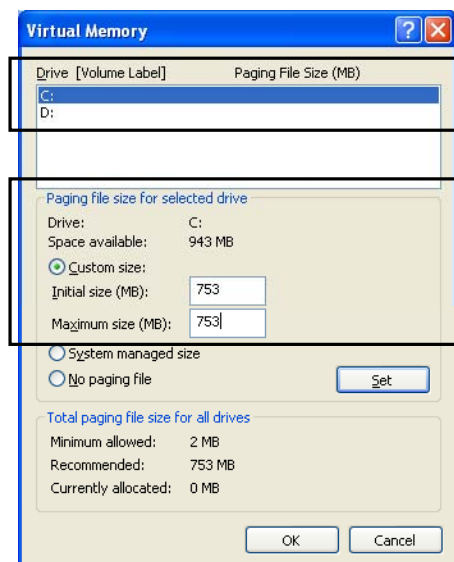 Virtual Memory
Drive [Volume Label] Paging File Size (MB)
C:
D:
Paging file size for selected drive
Drive: C:
Space available: 943 MB
Custom size:
Initial size (MB): 753
Maximum size (MB): 753
System managed size
No paging file
Set
Total paging file size for all drives
Minimum allowed: 2 MB
Recommended: 753 MB
Currently allocated: 0 MB
OK Cancel